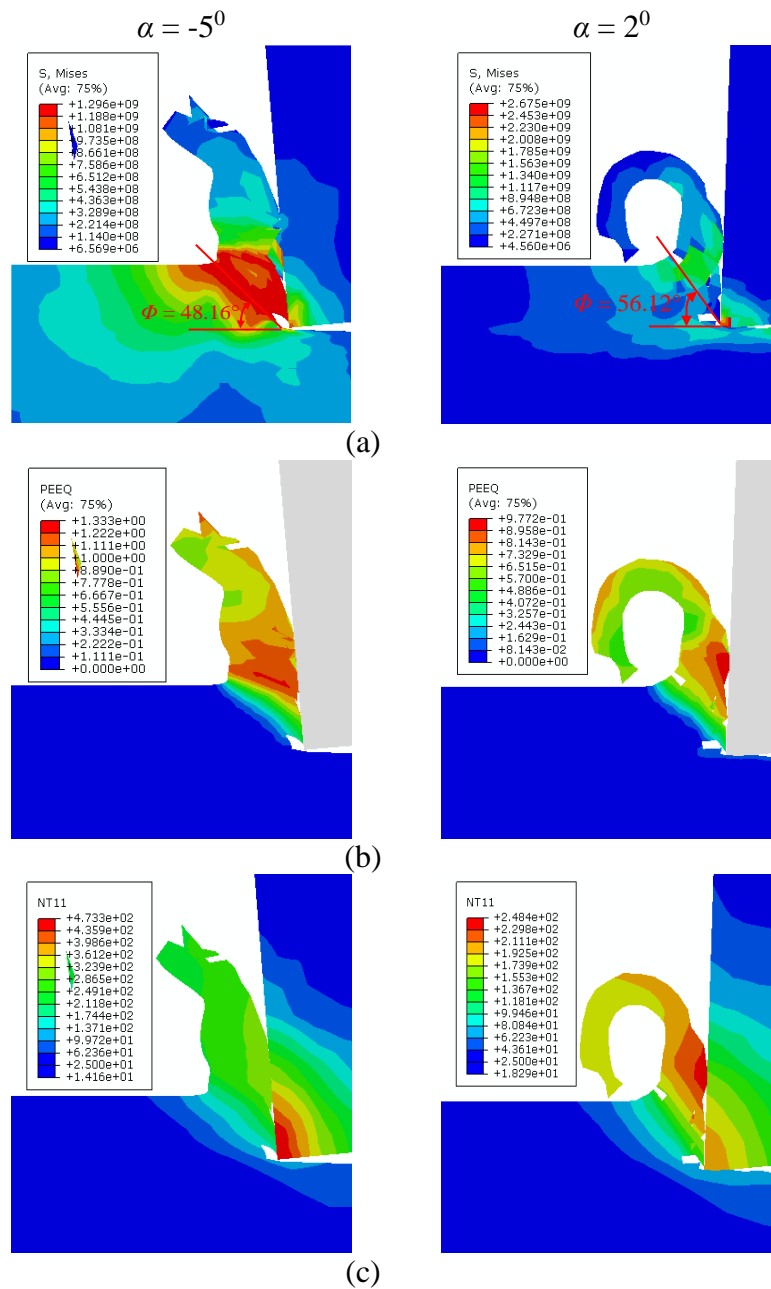 α = -5⁰
α = 2⁰
S, Mises
(Avg: 75%)
+1.296e+09
+1.188e+09
+1.081e+09
+9.735e+08
+8.661e+08
+7.586e+08
+6.512e+08
+5.438e+08
+4.363e+08
+3.289e+08
+2.214e+08
+1.140e+08
+6.569e+06
Φ = 48.16°
S, Mises
(Avg: 75%)
+2.675e+09
+2.453e+09
+2.230e+09
+2.008e+09
+1.785e+09
+1.563e+09
+1.340e+09
+1.117e+09
+8.948e+08
+6.723e+08
+4.497e+08
+2.271e+08
+4.560e+06
Φ = 56.12°
(a)
PEEQ
(Avg: 75%)
+1.333e+00
+1.222e+00
+1.111e+00
+1.000e+00
+8.890e-01
+7.778e-01
+6.667e-01
+5.556e-01
+4.445e-01
+3.334e-01
+2.222e-01
+1.111e-01
+0.000e+00
PEEQ
(Avg: 75%)
+9.772e-01
+8.958e-01
+8.143e-01
+7.329e-01
+6.515e-01
+5.700e-01
+4.886e-01
+4.072e-01
+3.257e-01
+2.443e-01
+1.629e-01
+8.143e-02
+0.000e+00
(b)
NT11
+4.733e+02
+4.359e+02
+3.986e+02
+3.612e+02
+3.239e+02
+2.865e+02
+2.491e+02
+2.118e+02
+1.744e+02
+1.371e+02
+9.972e+01
+6.236e+01
+2.500e+01
+1.416e+01
NT11
+2.484e+02
+2.298e+02
+2.111e+02
+1.925e+02
+1.739e+02
+1.553e+02
+1.367e+02
+1.181e+02
+9.946e+01
+8.084e+01
+6.223e+01
+4.361e+01
+2.500e+01
+1.829e+01
(c)